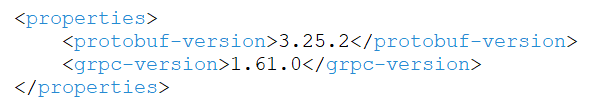 <properties>
    <protobuf-version>3.25.2</protobuf-version>
    <grpc-version>1.61.0</grpc-version>
</properties>